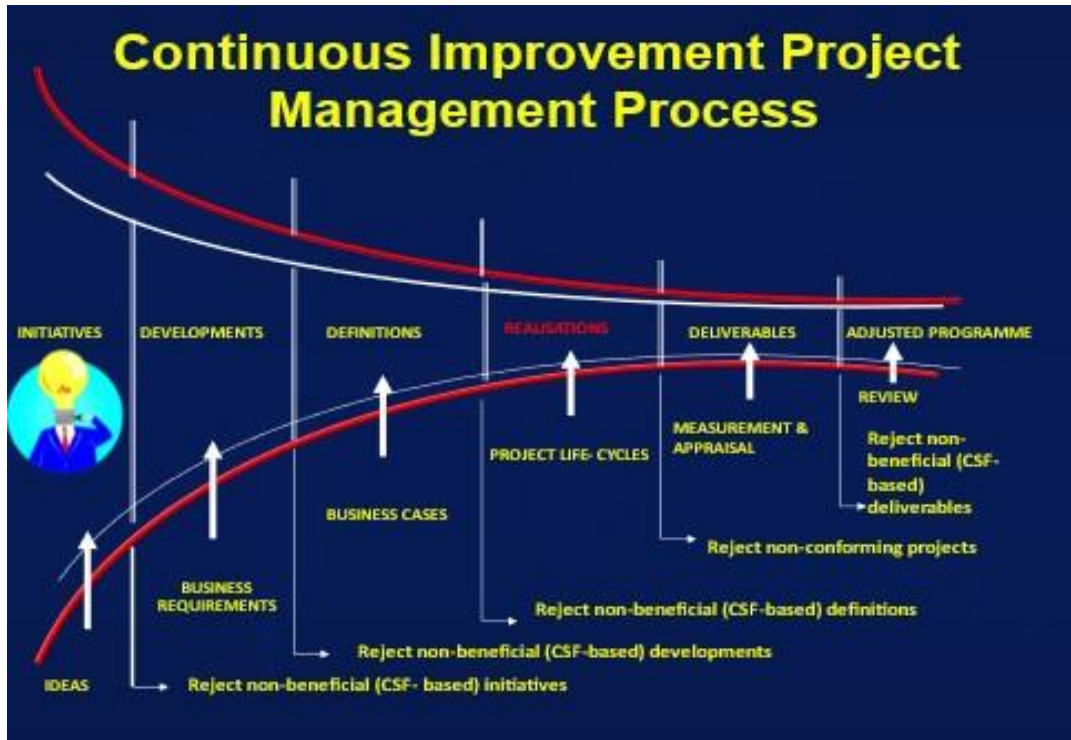 Continuous Improvement Project
Management Process
INITIATIVES
DEVELOPMENTS
DEFINITIONS
REALISATIONS
DELIVERABLES
ADJUSTED PROGRAMME
REVIEW
MEASUREMENT &
APPRAISAL
PROJECT LIFE- CYCLES
BUSINESS CASES
BUSINESS
REQUIREMENTS
IDEAS
Reject non-
beneficial (CSF-
based)
deliverables
Reject non-conforming projects
Reject non-beneficial (CSF-based) definitions
Reject non-beneficial (CSF-based) developments
Reject non-beneficial (CSF- based) initiatives